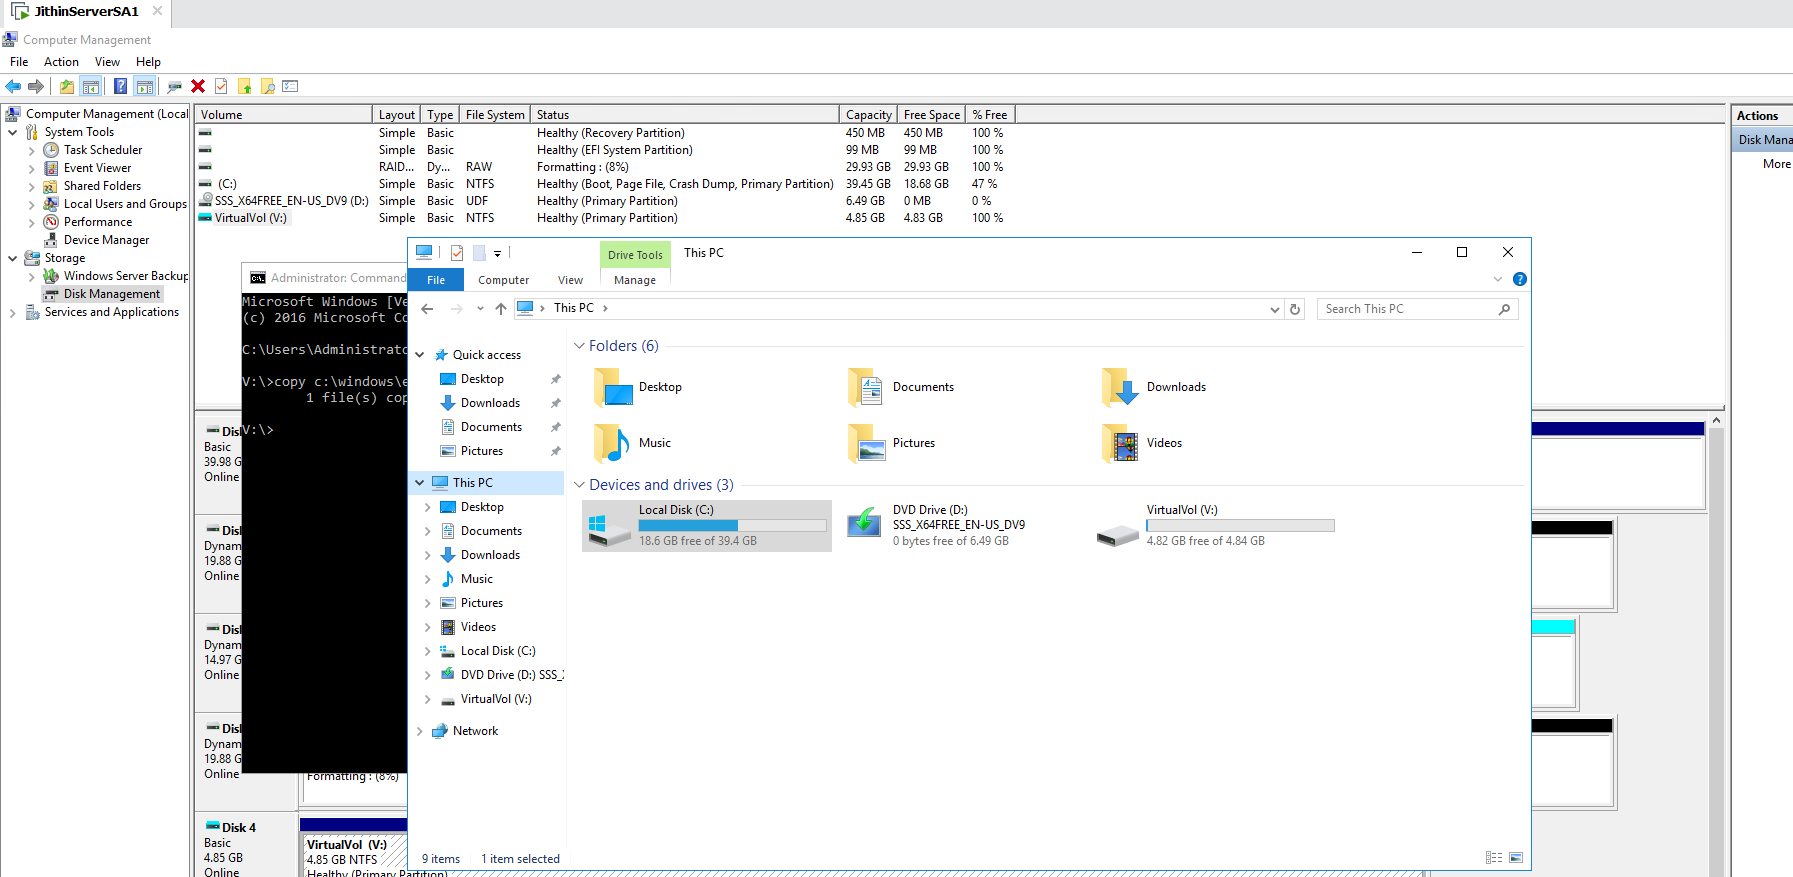 JithinServerSA1
Computer Management
File Action View Help
Computer Management (Local
System Tools
Task Scheduler
Event Viewer
Shared Folders
Local Users and Groups
Performance
Device Manager
Storage
Windows Server Backup
Disk Management
Services and Applications
Volume Layout Type File System Status Capacity Free Space % Free
Simple Basic Healthy (Recovery Partition) 450 MB 450 MB 100 %
Simple Basic Healthy (EFI System Partition) 99 MB 99 MB 100 %
RAID... Dy... RAW Formatting : (8%) 29.93 GB 29.93 GB 100 %
(C:) Simple Basic NTFS Healthy (Boot, Page File, Crash Dump, Primary Partition) 39.45 GB 18.68 GB 47 %
SSS_X64FREE_EN-US_DV9 (D:) Simple Basic UDF Healthy (Primary Partition) 6.49 GB 0 MB 0 %
VirtualVol (V:) Simple Basic NTFS Healthy (Primary Partition) 4.85 GB 4.83 GB 100 %
Actions
Disk Mana
More
Administrator: Command
Microsoft Windows [Ve
(c) 2016 Microsoft Co
C:\Users\Administrato
V:\>copy c:\windows\e
1 file(s) cop
V:\>
Drive Tools This PC
File Computer View Manage
This PC
Search This PC
Quick access
Desktop
Downloads
Documents
Pictures
This PC
Desktop
Documents
Downloads
Music
Pictures
Videos
Local Disk (C:)
DVD Drive (D:) SSS_
VirtualVol (V:)
Network
Folders (6)
Desktop Documents Downloads
Music Pictures Videos
Devices and drives (3)
Local Disk (C:)
18.6 GB free of 39.4 GB
DVD Drive (D:)
SSS_X64FREE_EN-US_DV9
0 bytes free of 6.49 GB
VirtualVol (V:)
4.82 GB free of 4.84 GB
9 items 1 item selected
Dis
Basic
39.98 G
Online
Dis
Dynam
19.88 G
Online
Dis
Dynam
14.97 G
Online
Dis
Dynam
19.88 G
Online
Formatting : (8%)
Disk 4
Basic
4.85 GB
Online
VirtualVol (V:)
4.85 GB NTFS
Healthy (Primary Partition)